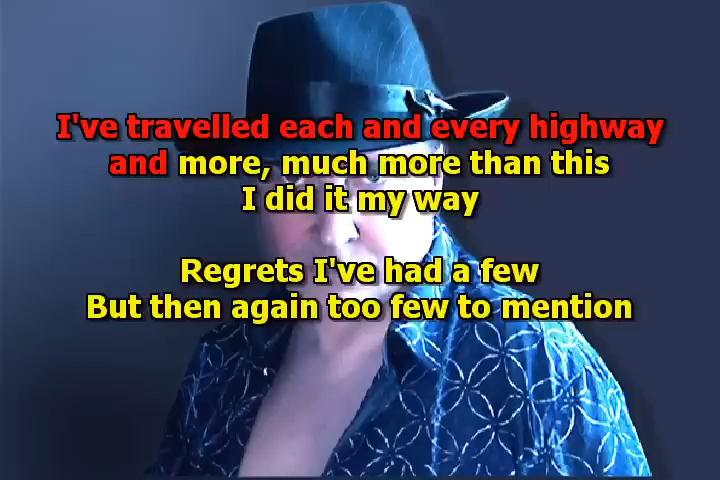 I've travelled each and every highway
and more, much more than this
I did it my way
Regrets I've had a few
But then again too few to mention